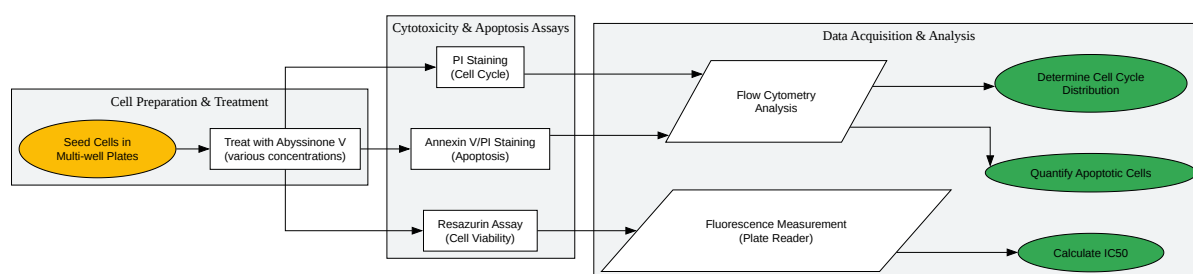 Cell Preparation & Treatment
Seed Cells in
Multi-well Plates
Treat with Abyssinone V
(various concentrations)
Cytotoxicity & Apoptosis Assays
PI Staining
(Cell Cycle)
Annexin V/PI Staining
(Apoptosis)
Resazurin Assay
(Cell Viability)
Data Acquisition & Analysis
Flow Cytometry
Analysis
Fluorescence Measurement
(Plate Reader)
Determine Cell Cycle
Distribution
Quantify Apoptotic Cells
Calculate IC50